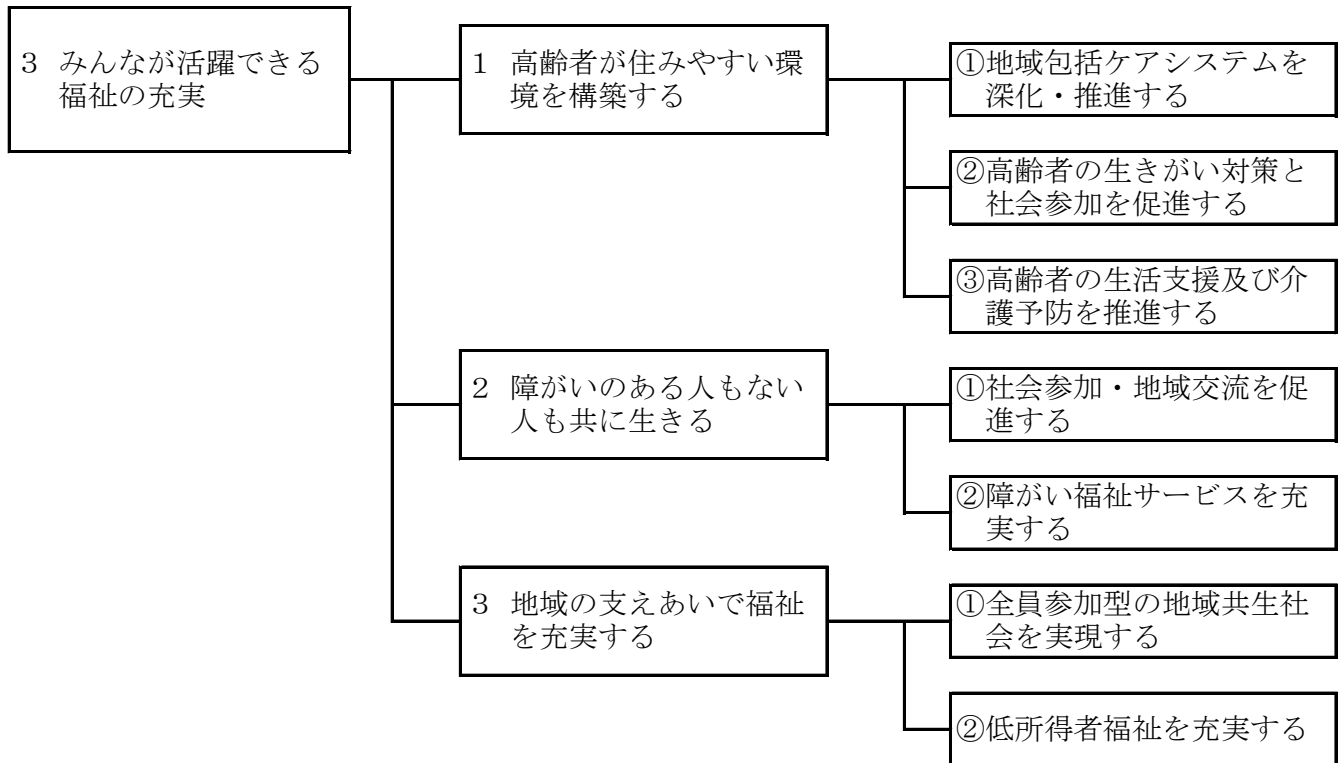 3 みんなが活躍できる
福祉の充実
1 高齢者が住みやすい環
境を構築する
①地域包括ケアシステムを
深化・推進する
②高齢者の生きがい対策と
社会参加を促進する
③高齢者の生活支援及び介
護予防を推進する
2 障がいのある人もない
人も共に生きる
①社会参加・地域交流を促
進する
②障がい福祉サービスを充
実する
3 地域の支えあいで福祉
を充実する
①全員参加型の地域共生社
会を実現する
②低所得者福祉を充実する